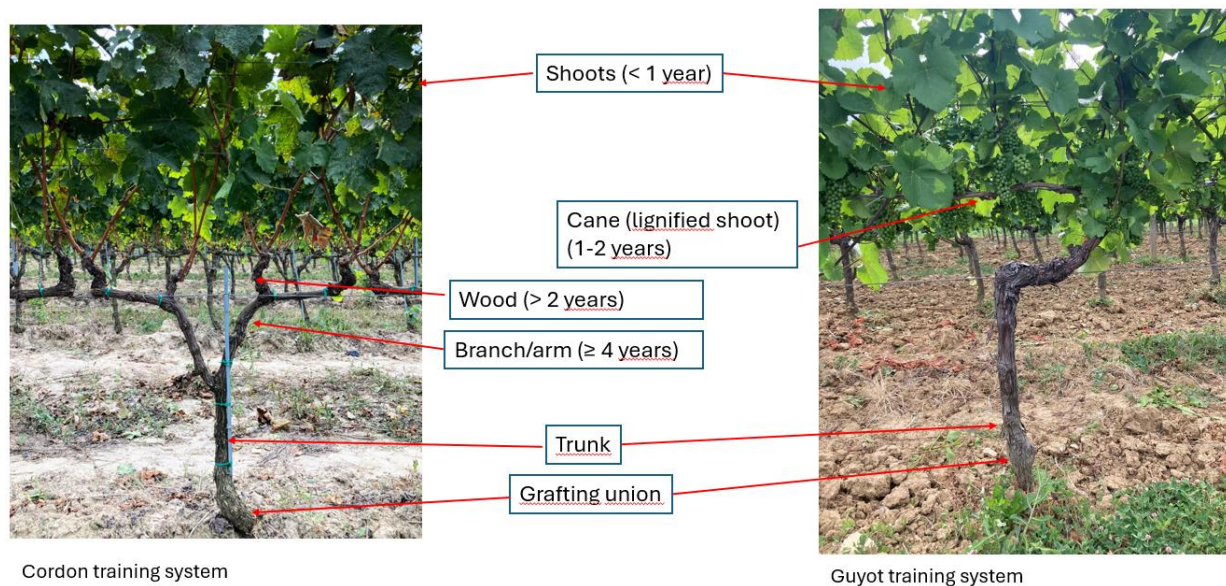 Shoots (< 1 year)
Cane (lignified shoot)
(1-2 years)
Wood (> 2 years)
Branch/arm (≥ 4 years)
Trunk
Grafting union
Cordon training system
Guyot training system